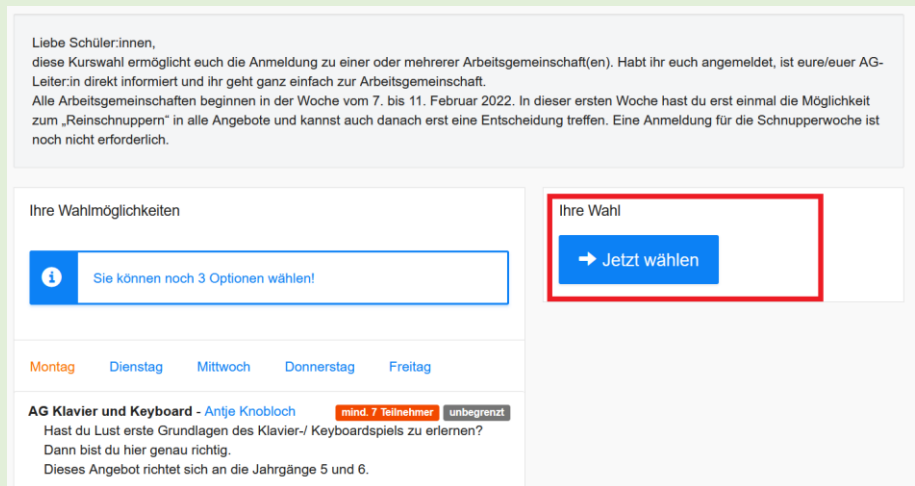 Liebe Schüler:innen,
diese Kurswahl ermöglicht euch die Anmeldung zu einer oder mehrerer Arbeitsgemeinschaft(en). Habt ihr euch angemeldet, ist eure/euer AG-
Leiter:in direkt informiert und ihr geht ganz einfach zur Arbeitsgemeinschaft.
Alle Arbeitsgemeinschaften beginnen in der Woche vom 7. bis 11. Februar 2022. In dieser ersten Woche hast du erst einmal die Möglichkeit
zum „Reinschnuppern“ in alle Angebote und kannst auch danach erst eine Entscheidung treffen. Eine Anmeldung für die Schnupperwoche ist
noch nicht erforderlich.
Ihre Wahlmöglichkeiten
Sie können noch 3 Optionen wählen!
Montag Dienstag Mittwoch Donnerstag Freitag
AG Klavier und Keyboard - Antje Knobloch mind. 7 Teilnehmer unbegrenzt
Hast du Lust erste Grundlagen des Klavier-/ Keyboardspiels zu erlernen?
Dann bist du hier genau richtig.
Dieses Angebot richtet sich an die Jahrgänge 5 und 6.
Ihre Wahl
Jetzt wählen